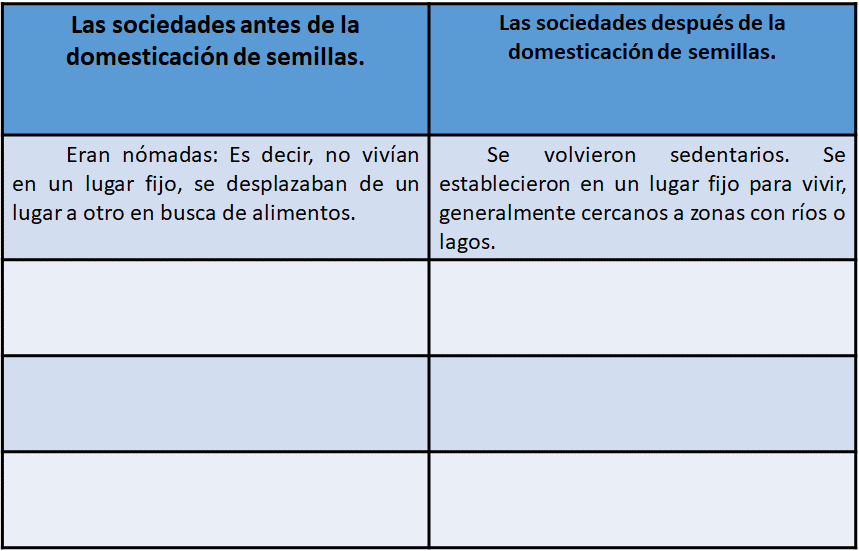 Las sociedades antes de la
domesticación de semillas.
Las sociedades después de la
domesticación de semillas.
Eran nómadas: Es decir, no vivían
en un lugar fijo, se desplazaban de un
lugar a otro en busca de alimentos.
Se volvieron sedentarios. Se
establecieron en un lugar fijo para vivir,
generalmente cercanos a zonas con ríos o
lagos.